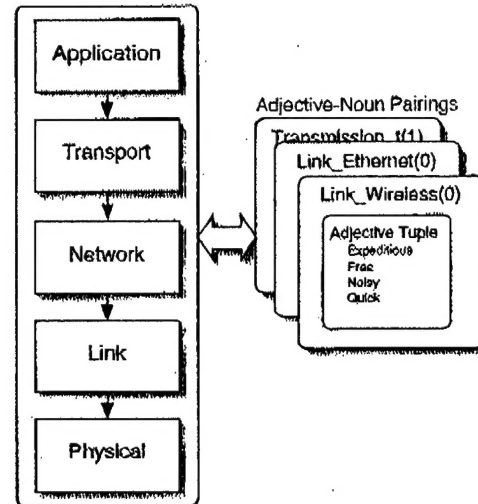 Application
Transport
Network
Link
Physical
Adjective-Noun Pairings
Transmission_t(1)
Link_Ethernet(0)
Link_Wireless(0)
Adjective Tuple
Expeditious
Free
Noisy
Quick